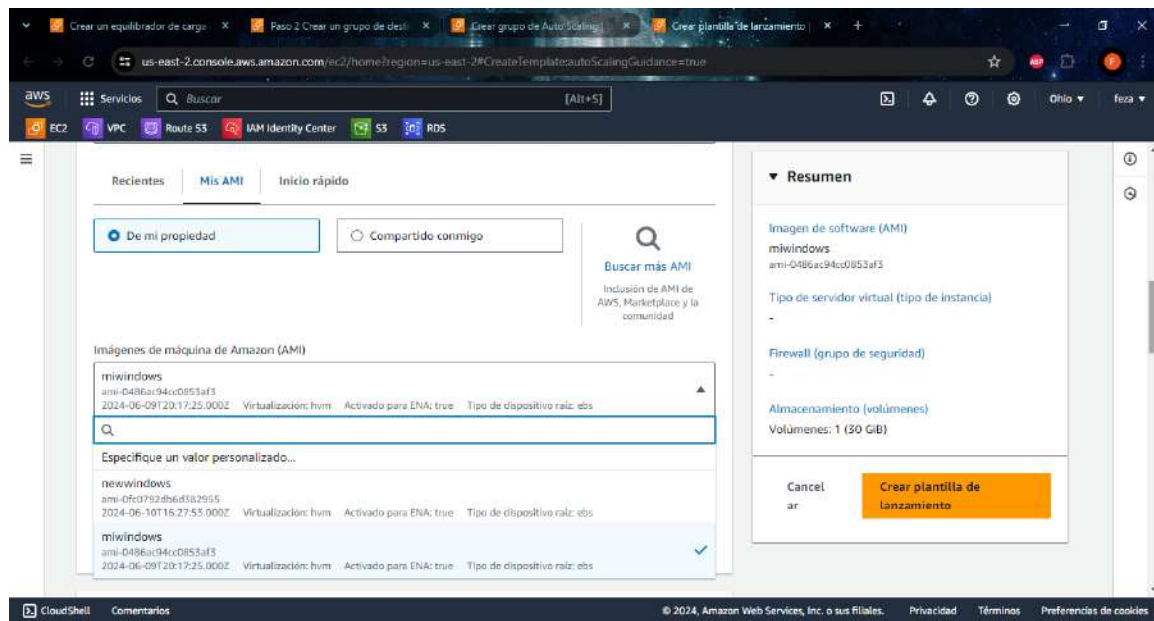 Crear un equilibrador de carga
Paso 2 Crear un grupo de desti
Crear grupo de Auto Scaling |
Crear plantilla de lanzamiento |
us-east-2.console.aws.amazon.com/ec2/home?region=us-east-2#CreateTemplate:autoScalingGuidance=true
ABP
F
aws
Servicios
Buscar
[Alt+S]
Ohio
feza
EC2
VPC
Route 53
IAM Identity Center
S3
RDS
Recientes
Mis AMI
Inicio rápido
De mi propiedad
Compartido conmigo
Buscar más AMI
Inclusión de AMI de
AWS, Marketplace y la
comunidad
Imágenes de máquina de Amazon (AMI)
miwindows
ami-0486ac94cc0853af3
2024-06-09T20:17:25.000Z Virtualización: hvm Activado para ENA: true Tipo de dispositivo raíz: ebs
Especifique un valor personalizado...
newwindows
ami-0fc0792db6d382955
2024-06-10T16:27:53.000Z Virtualización: hvm Activado para ENA: true Tipo de dispositivo raíz: ebs
miwindows
ami-0486ac94cc0853af3
2024-06-09T20:17:25.000Z Virtualización: hvm Activado para ENA: true Tipo de dispositivo raíz: ebs
Resumen
Imagen de software (AMI)
miwindows
ami-0486ac94cc0853af3
Tipo de servidor virtual (tipo de instancia)
-
Firewall (grupo de seguridad)
-
Almacenamiento (volúmenes)
Volúmenes: 1 (30 GiB)
Cancel
ar
Crear plantilla de
lanzamiento
CloudShell
Comentarios
© 2024, Amazon Web Services, Inc. o sus filiales.
Privacidad
Términos
Preferencias de cookies